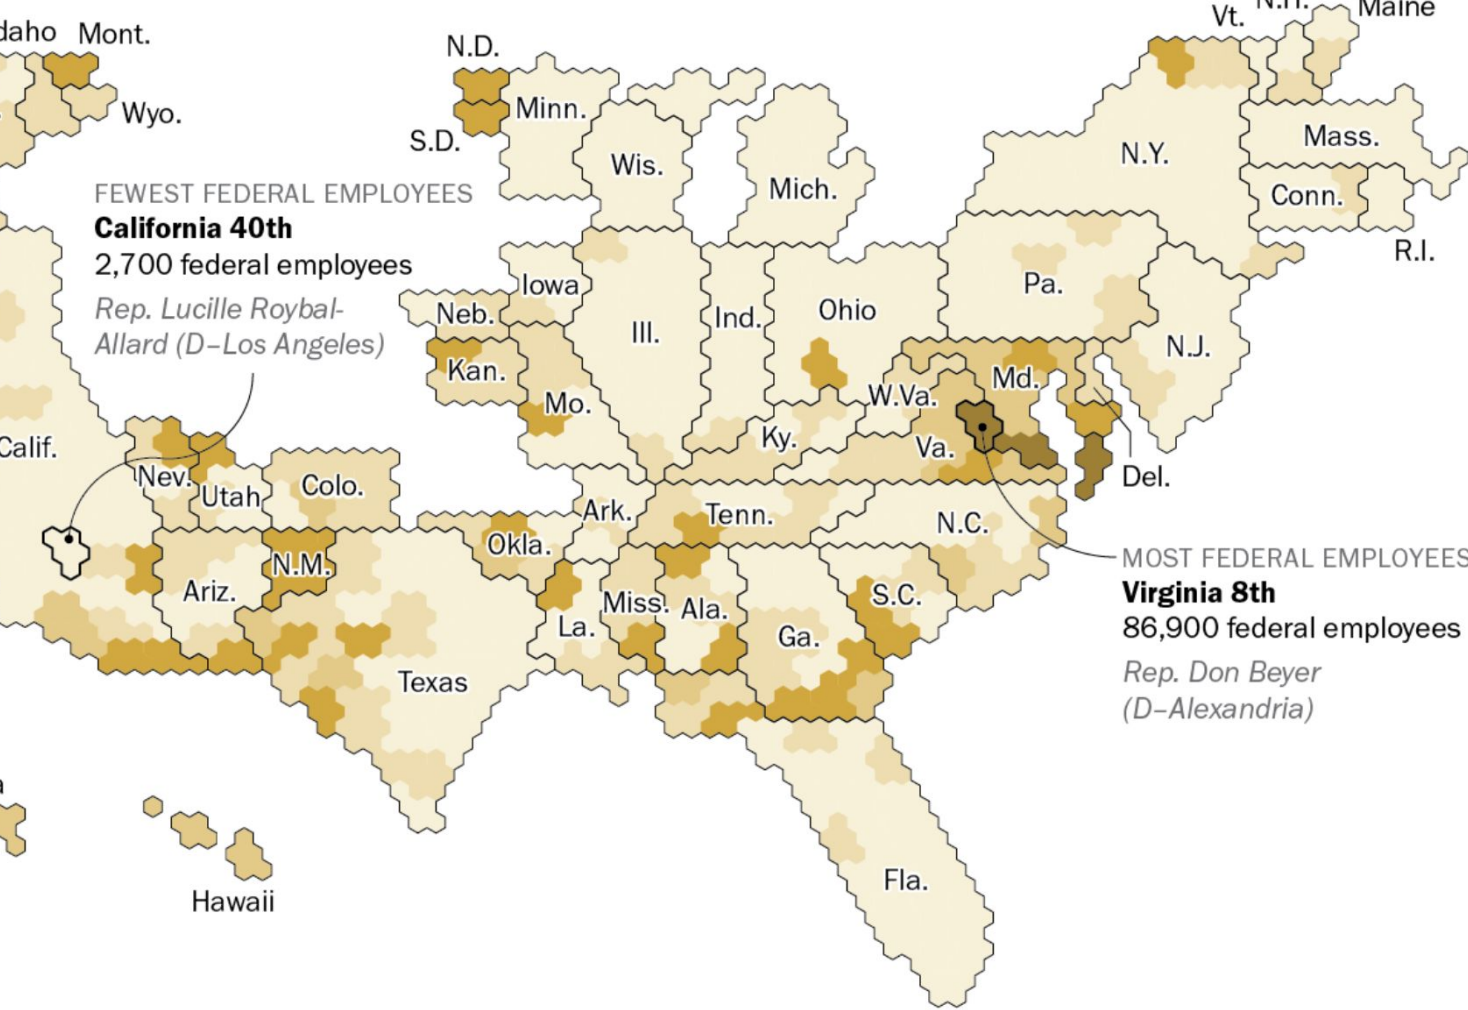 daho Mont.
Wyo.
N.D.
S.D.
Minn.
Wis.
Mich.
Vt. N.H. Maine
N.Y.
Mass.
Conn.
R.I.
FEWEST FEDERAL EMPLOYEES
California 40th
2,700 federal employees
Rep. Lucille Roybal-
Allard (D–Los Angeles)
Iowa
Neb.
Kan.
Mo.
Ill.
Ind.
Ohio
Pa.
N.J.
W.Va.
Md.
Ky.
Va.
Del.
Calif.
Nev.
Utah
Colo.
Ark.
Tenn.
N.C.
Okla.
N.M.
Ariz.
La.
Miss.
Ala.
Ga.
S.C.
Texas
MOST FEDERAL EMPLOYEES
Virginia 8th
86,900 federal employees
Rep. Don Beyer
(D–Alexandria)
a
Hawaii
Fla.